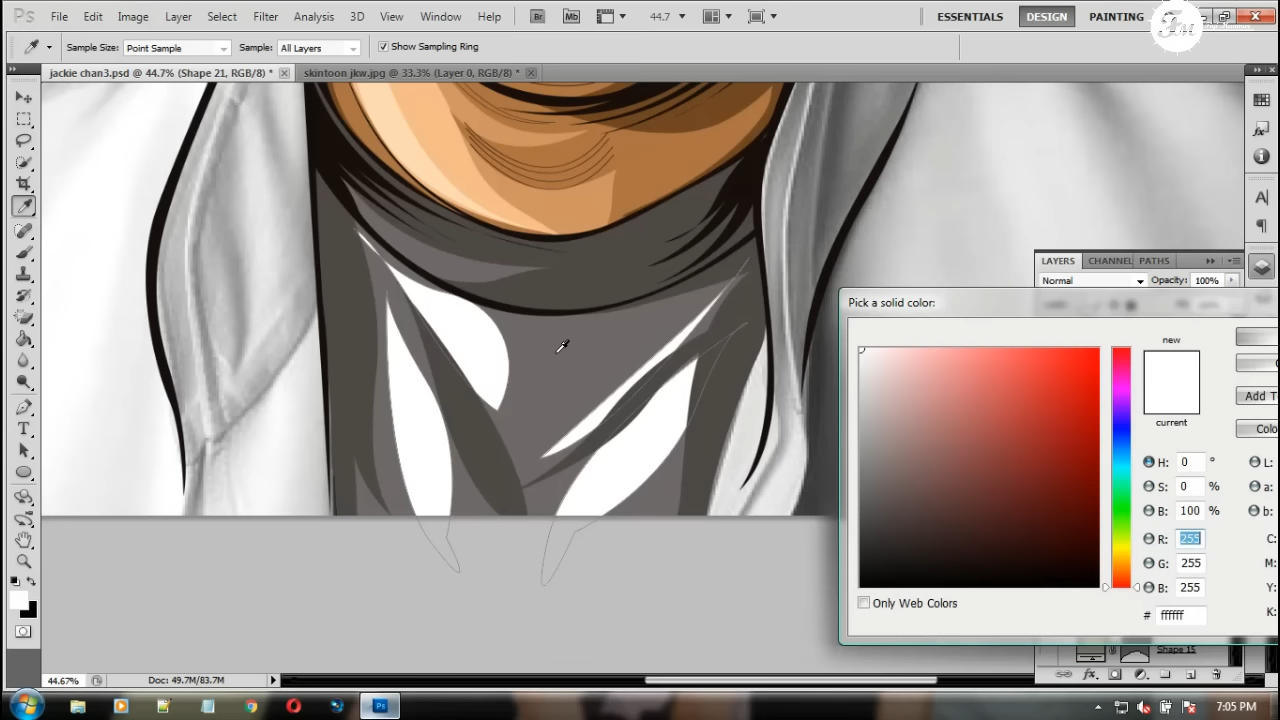 Ps File Edit Image Layer Select Filter Analysis 3D View Window Help Br Mb 44.7 ESSENTIALS DESIGN PAINTING
Sample Size: Point Sample Sample: All Layers Show Sampling Ring
jackie chan3.psd @ 44.7% (Shape 21, RGB/8) * skintoon jkw.jpg @ 33.3% (Layer 0, RGB/8) *
LAYERS CHANNEL PATHS
Normal Opacity: 100%
Pick a solid color:
new
current
Add T
Colo
H: 0 ° L:
S: 0 % a:
B: 100 % b:
R: 255 C:
G: 255 M:
B: 255 Y:
Only Web Colors
# ffffff K:
Shape 15
44.67% Doc: 49.7M/83.7M
7:05 PM